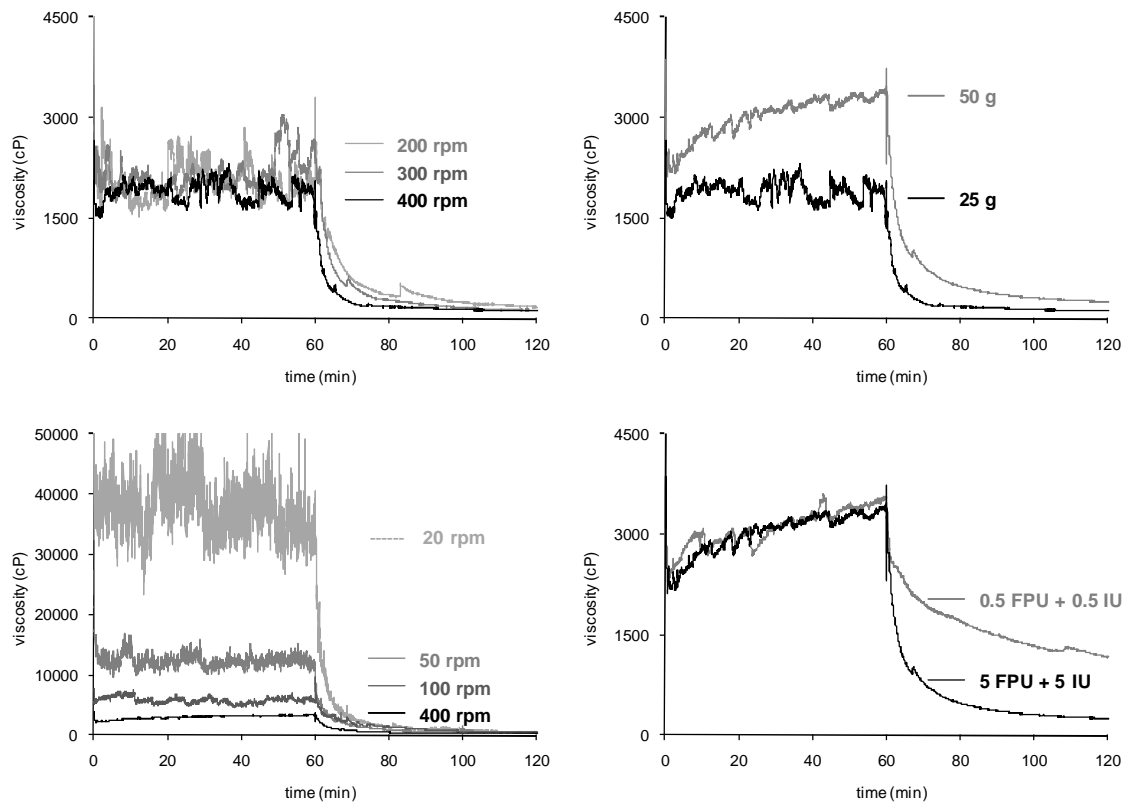 4500
3000
1500
0
viscosity (cP)
200 rpm
300 rpm
400 rpm
0 20 40 60 80 100 120
time (min)
4500
3000
1500
0
viscosity (cP)
50 g
25 g
0 20 40 60 80 100 120
time (min)
50000
40000
30000
20000
10000
0
viscosity (cP)
20 rpm
50 rpm
100 rpm
400 rpm
0 20 40 60 80 100 120
time (min)
4500
3000
1500
0
viscosity (cP)
0.5 FPU + 0.5 IU
5 FPU + 5 IU
0 20 40 60 80 100 120
time (min)